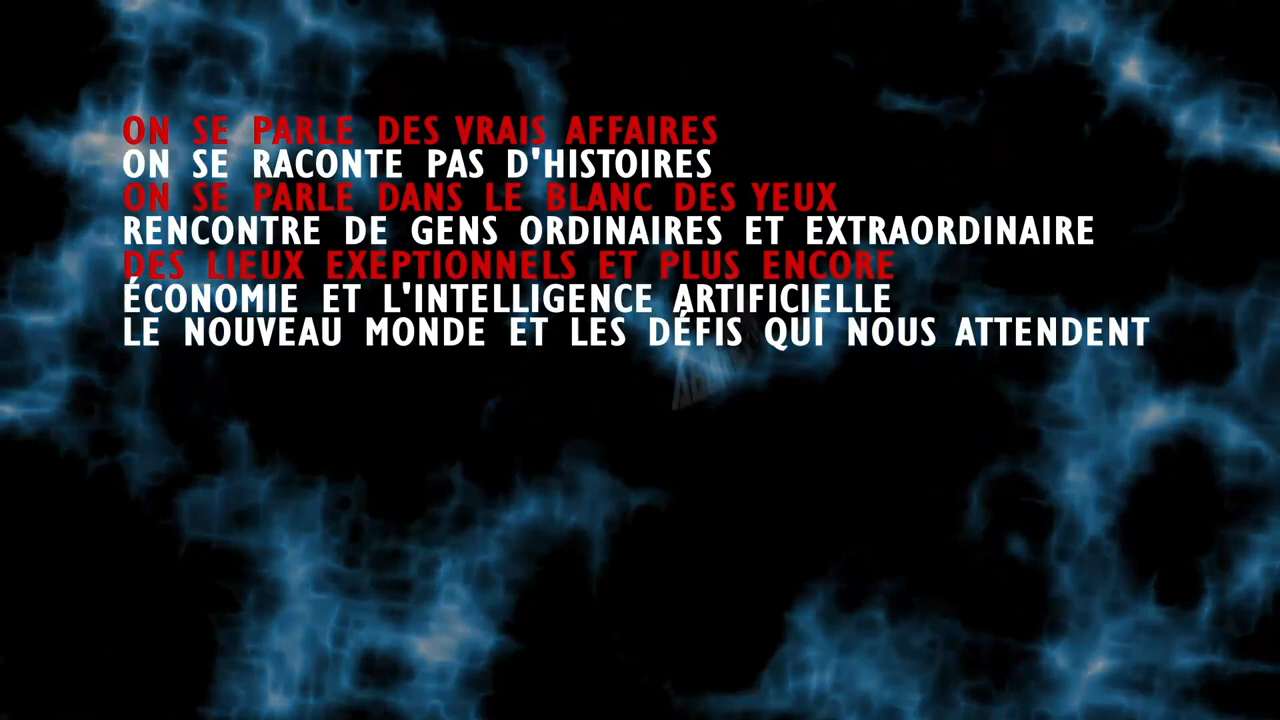 ON SE PARLE DES VRAIS AFFAIRES
ON SE RACONTE PAS D'HISTOIRES
ON SE PARLE DANS LE BLANC DES YEUX
RENCONTRE DE GENS ORDINAIRES ET EXTRAORDINAIRE
DES LIEUX EXEPTIONNELS ET PLUS ENCORE
ÉCONOMIE ET L'INTELLIGENCE ARTIFICIELLE
LE NOUVEAU MONDE ET LES DÉFIS QUI NOUS ATTENDENT